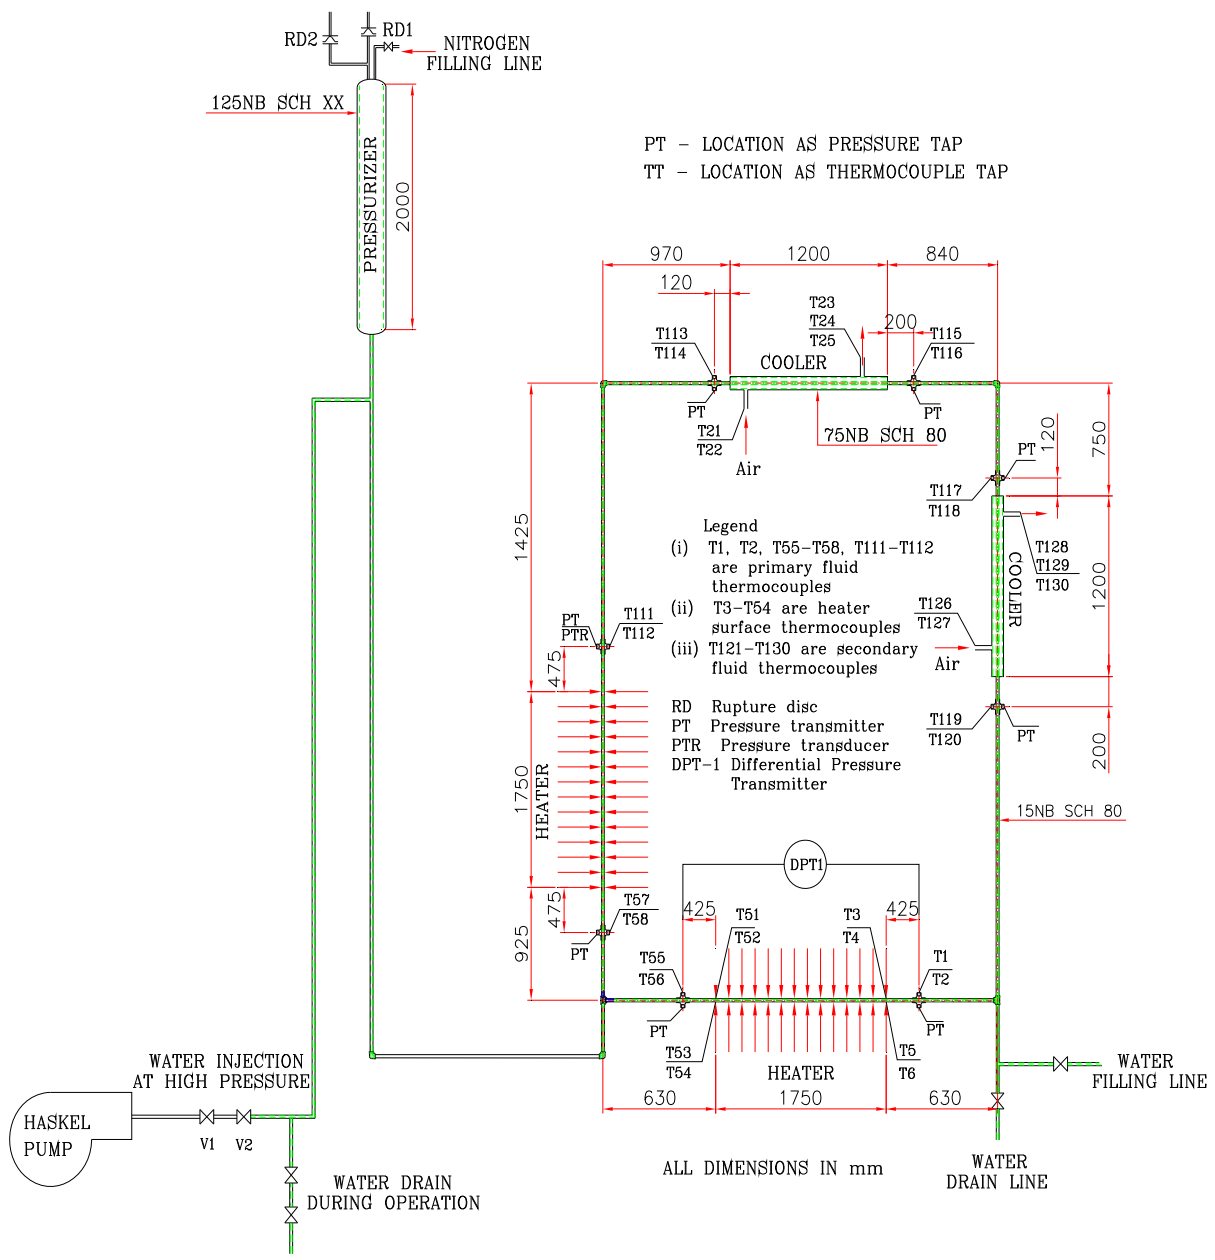 RD2
RD1
NITROGEN
FILLING LINE
125NB SCH XX
PRESSURIZER
2000
PT - LOCATION AS PRESSURE TAP
TT - LOCATION AS THERMOCOUPLE TAP
970
1200
840
120
T23
T24
T25
200
T113
T114
COOLER
T115
T116
PT
PT
T21
T22
75NB SCH 80
Air
120
750
PT
T117
T118
1425
Legend
(i) T1, T2, T55-T58, T111-T112
are primary fluid
thermocouples
(ii) T3-T54 are heater
surface thermocouples
(iii) T121-T130 are secondary
fluid thermocouples
T128
T129
T130
COOLER
1200
T126
T127
Air
PT
PTR
T111
T112
475
RD Rupture disc
PT Pressure transmitter
PTR Pressure transducer
DPT-1 Differential Pressure
Transmitter
T119
T120
PT
200
1750
HEATER
15NB SCH 80
DPT1
475
T57
T58
PT
925
425
T51
T52
T3
T4
425
T55
T56
T1
T2
PT
PT
T53
T54
T5
T6
HEATER
630
1750
630
WATER INJECTION
AT HIGH PRESSURE
WATER
FILLING LINE
HASKEL
PUMP
V1
V2
WATER DRAIN
DURING OPERATION
ALL DIMENSIONS IN mm
WATER
DRAIN LINE